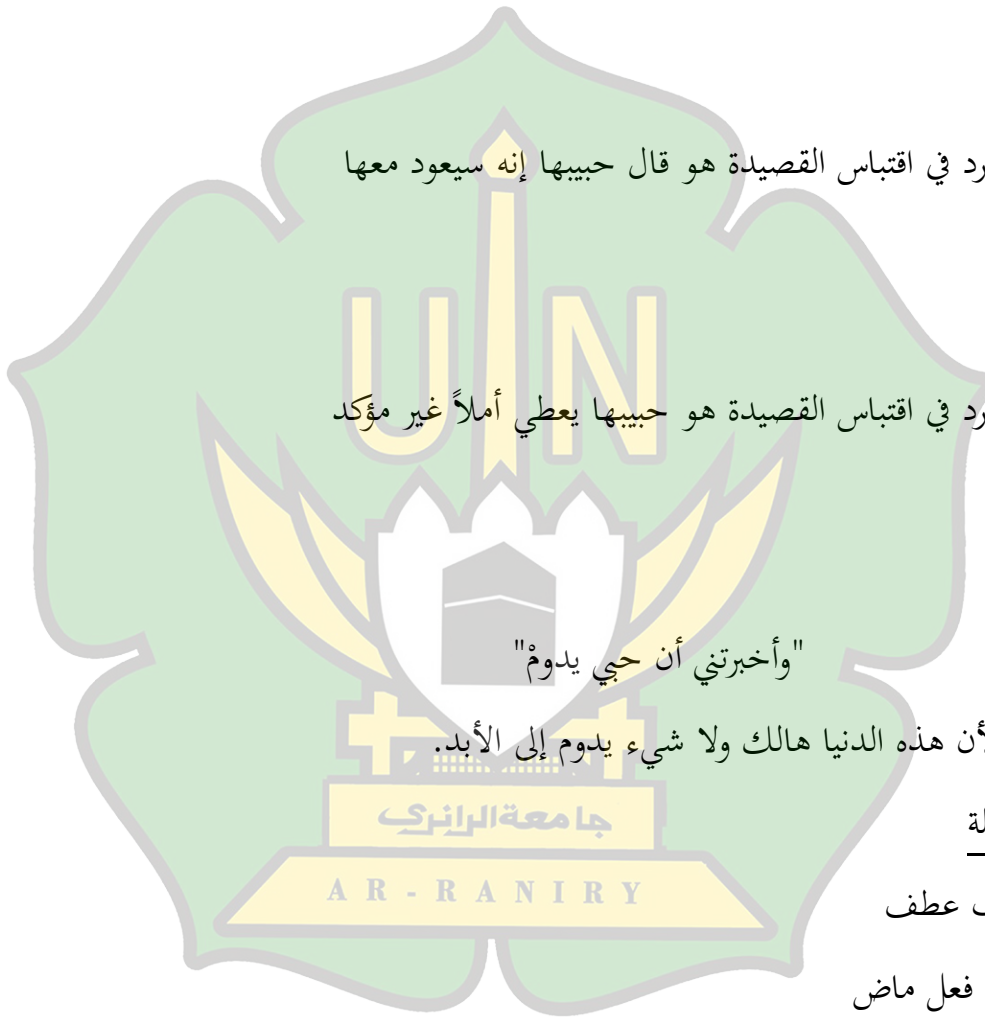 رد في اقتباس القصيدة هو قال حبيبها إنه سيعود معها
رد في اقتباس القصيدة هو حبيبها يعطي أملاً غير مؤكد
"وأخبرتني أن حبي يدومْ"
لأن هذه الدنيا هالك ولا شيء يدوم إلى الأبد.
عطف
فعل ماض
UIN
جامعة الرانري
AR-RANIRY